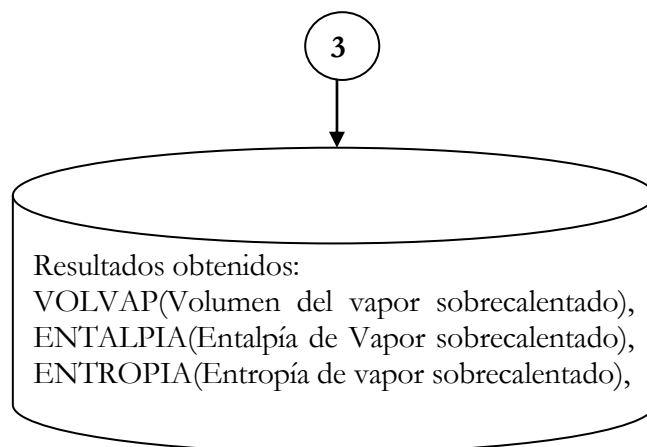 3
Resultados obtenidos:
VOLVAP(Volumen del vapor sobrecalentado),
ENTALPIA(Entalpía de Vapor sobrecalentado),
ENTROPIA(Entropía de vapor sobrecalentado),